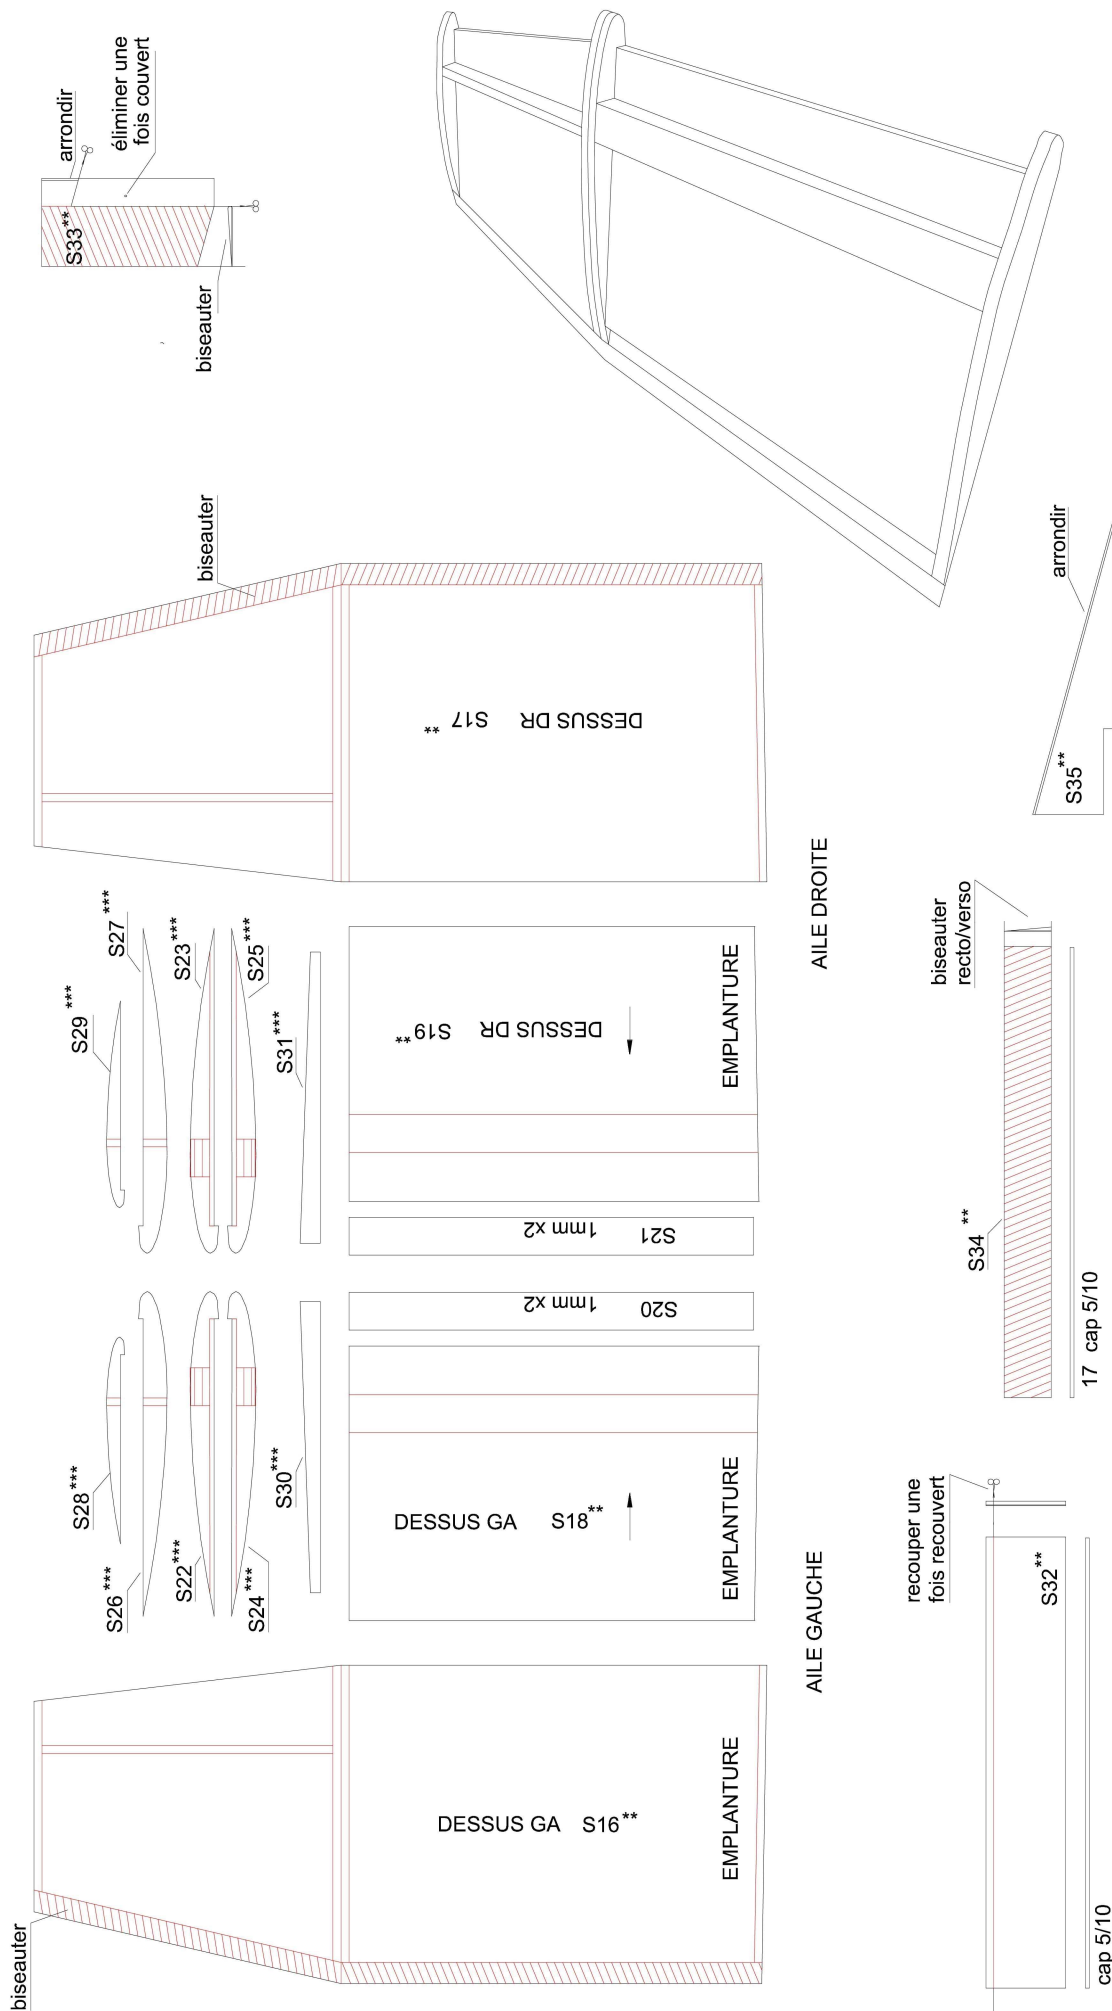 arrondir
éliminer une
fois couvert
S33**
biseauter
biseauter
DESSUS DR S17**
S27***
S29***
S23***
S25***
S31***
DESSUS DR S19**
EMPLANTURE
AILE DROITE
1mm x2 S21
1mm x2 S20
S28***
S26***
S22***
S24***
S30***
DESSUS GA S18**
EMPLANTURE
AILE GAUCHE
biseauter
DESSUS GA S16**
EMPLANTURE
arrondir
S35**
biseauter
recto/verso
S34**
17 cap 5/10
recouper une
fois recouvert
S32**
cap 5/10